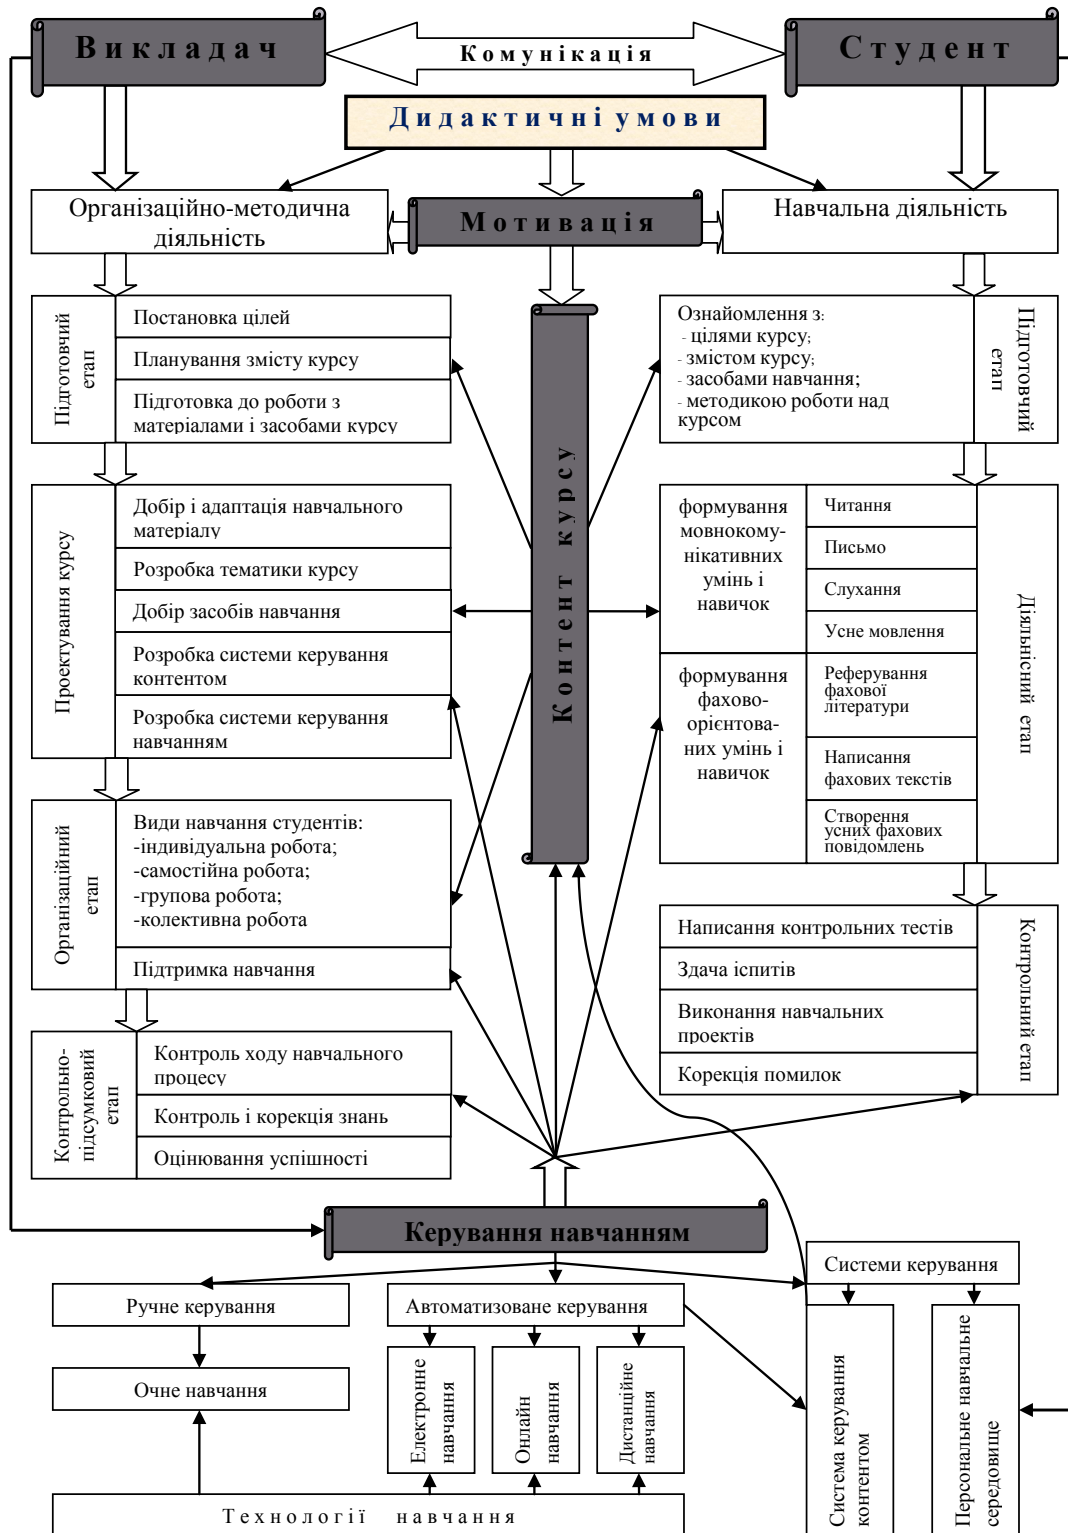 Викладач
Комунікація
Студент
Дидактичні умови
Організаційно-методична
діяльність
Мотивація
Навчальна діяльність
Підготовчий
етап
Постановка цілей
Планування змісту курсу
Підготовка до роботи з
матеріалами і засобами курсу
Контент курсу
Ознайомлення з:
- цілями курсу;
- змістом курсу;
- засобами навчання;
- методикою роботи над
курсом
Підготовчий
етап
Проектування курсу
Добір і адаптація навчального
матеріалу
Розробка тематики курсу
Добір засобів навчання
Розробка системи керування
контентом
Розробка системи керування
навчанням
формування
мовнокому-
нікативних
умінь і
навичок
Читання
Письмо
Слухання
Усне мовлення
формування
фахово-
орієнтова-
них умінь і
навичок
Реферування
фахової
літератури
Написання
фахових текстів
Створення
усних фахових
повідомлень
Діяльнісний етап
Організаційний
етап
Види навчання студентів:
-індивідуальна робота;
-самостійна робота;
-групова робота;
-колективна робота
Підтримка навчання
Написання контрольних тестів
Здача іспитів
Виконання навчальних
проектів
Корекція помилок
Контрольний етап
Контрольно-
підсумковий
етап
Контроль ходу навчального
процесу
Контроль і корекція знань
Оцінювання успішності
Керування навчанням
Ручне керування
Автоматизоване керування
Системи керування
Очне навчання
Електронне
навчання
Онлайн
навчання
Дистанційне
навчання
Система керування
контентом
Персональне навчальне
середовище
Технології навчання